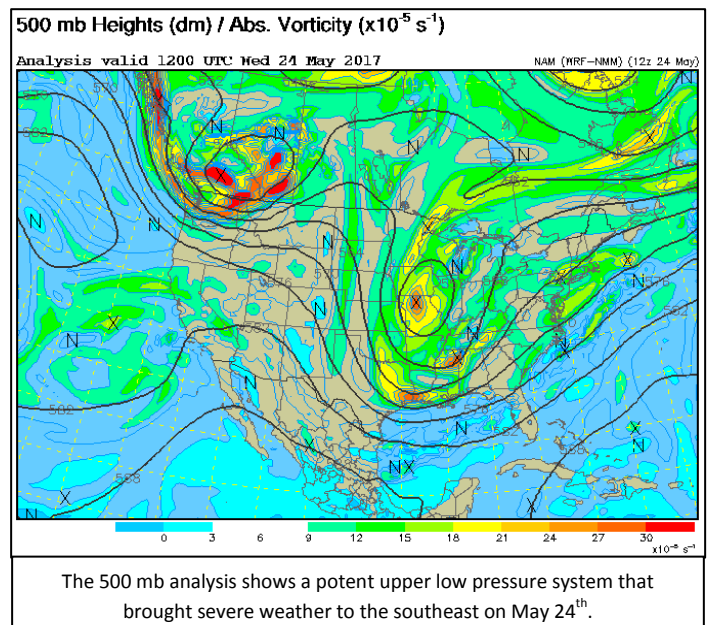 500 mb Heights (dm) / Abs. Vorticity (x10⁻⁵ s⁻¹)
Analysis valid 1200 UTC Wed 24 May 2017
NAM (WRF-NMM) (12z 24 May)
N
N
N
N
X
X
N
N
X
N
N
X
N
N
X
N
X
X
N
X
576
582
588
0 3 6 9 12 15 18 21 24 27 30
x10⁻⁵ s⁻¹
The 500 mb analysis shows a potent upper low pressure system that
brought severe weather to the southeast on May 24ᵗʰ.